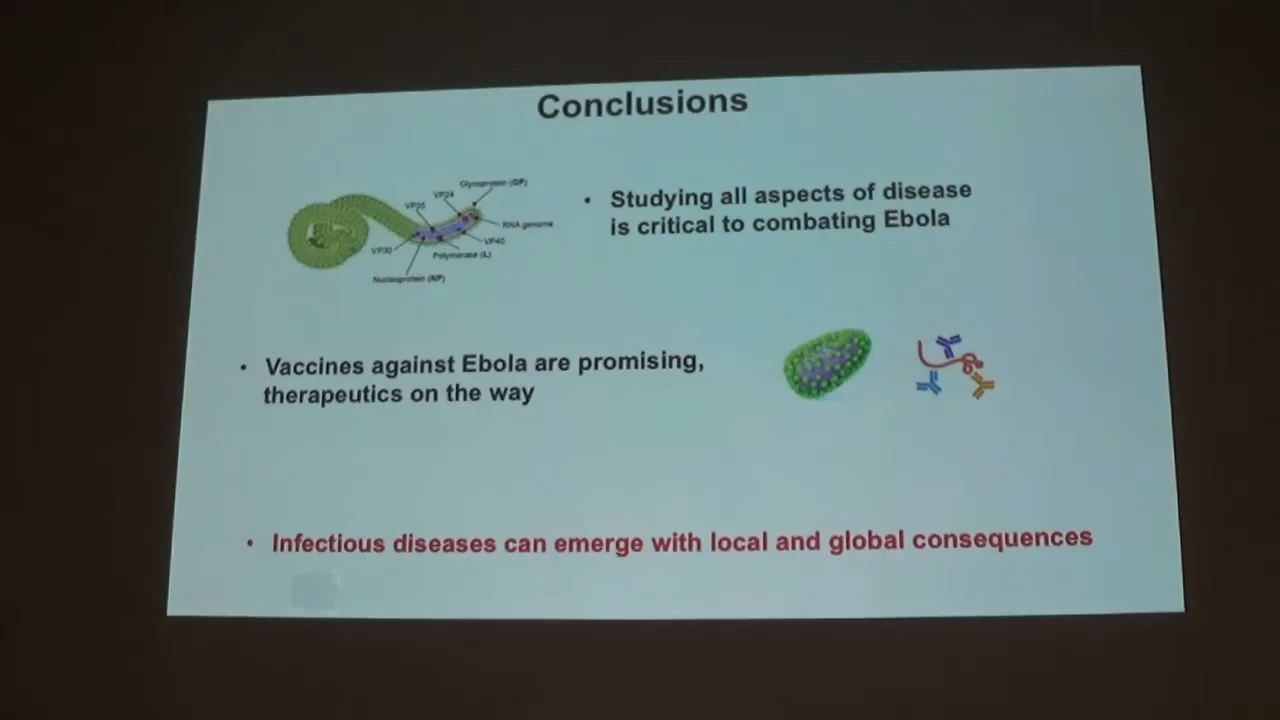 Conclusions
Glycoprotein (GP)
VP24
VP35
RNA genome
VP40
VP30
Polymerase (L)
Nucleoprotein (NP)
• Studying all aspects of disease
is critical to combating Ebola
• Vaccines against Ebola are promising,
therapeutics on the way
• Infectious diseases can emerge with local and global consequences